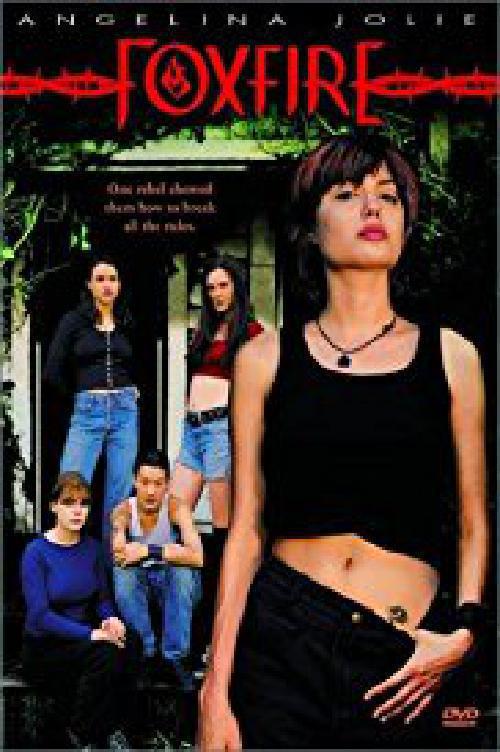 ANGELINA JOLIE
FOXFIRE
One rebel showed
them how to break
all the rules.
DVD